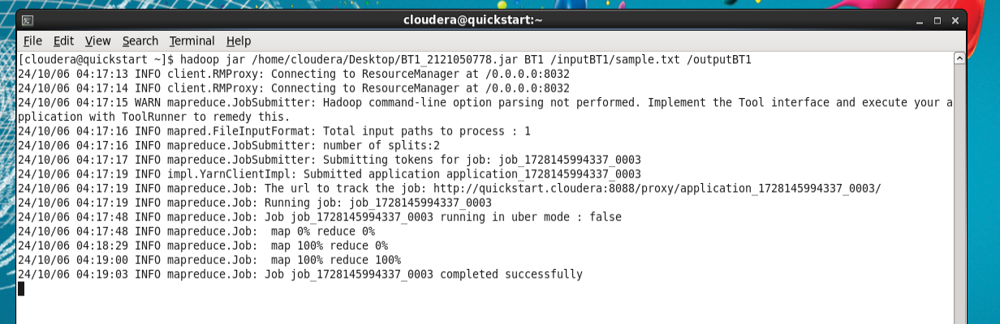 cloudera@quickstart:~
File Edit View Search Terminal Help
[cloudera@quickstart ~]$ hadoop jar /home/cloudera/Desktop/BT1_2121050778.jar BT1 /inputBT1/sample.txt /outputBT1
24/10/06 04:17:13 INFO client.RMProxy: Connecting to ResourceManager at /0.0.0.0:8032
24/10/06 04:17:14 INFO client.RMProxy: Connecting to ResourceManager at /0.0.0.0:8032
24/10/06 04:17:15 WARN mapreduce.JobSubmitter: Hadoop command-line option parsing not performed. Implement the Tool interface and execute your a
pplication with ToolRunner to remedy this.
24/10/06 04:17:16 INFO mapred.FileInputFormat: Total input paths to process : 1
24/10/06 04:17:16 INFO mapreduce.JobSubmitter: number of splits:2
24/10/06 04:17:17 INFO mapreduce.JobSubmitter: Submitting tokens for job: job_1728145994337_0003
24/10/06 04:17:19 INFO impl.YarnClientImpl: Submitted application application_1728145994337_0003
24/10/06 04:17:19 INFO mapreduce.Job: The url to track the job: http://quickstart.cloudera:8088/proxy/application_1728145994337_0003/
24/10/06 04:17:19 INFO mapreduce.Job: Running job: job_1728145994337_0003
24/10/06 04:17:48 INFO mapreduce.Job: Job job_1728145994337_0003 running in uber mode : false
24/10/06 04:17:48 INFO mapreduce.Job:  map 0% reduce 0%
24/10/06 04:18:29 INFO mapreduce.Job:  map 100% reduce 0%
24/10/06 04:19:00 INFO mapreduce.Job:  map 100% reduce 100%
24/10/06 04:19:03 INFO mapreduce.Job: Job job_1728145994337_0003 completed successfully